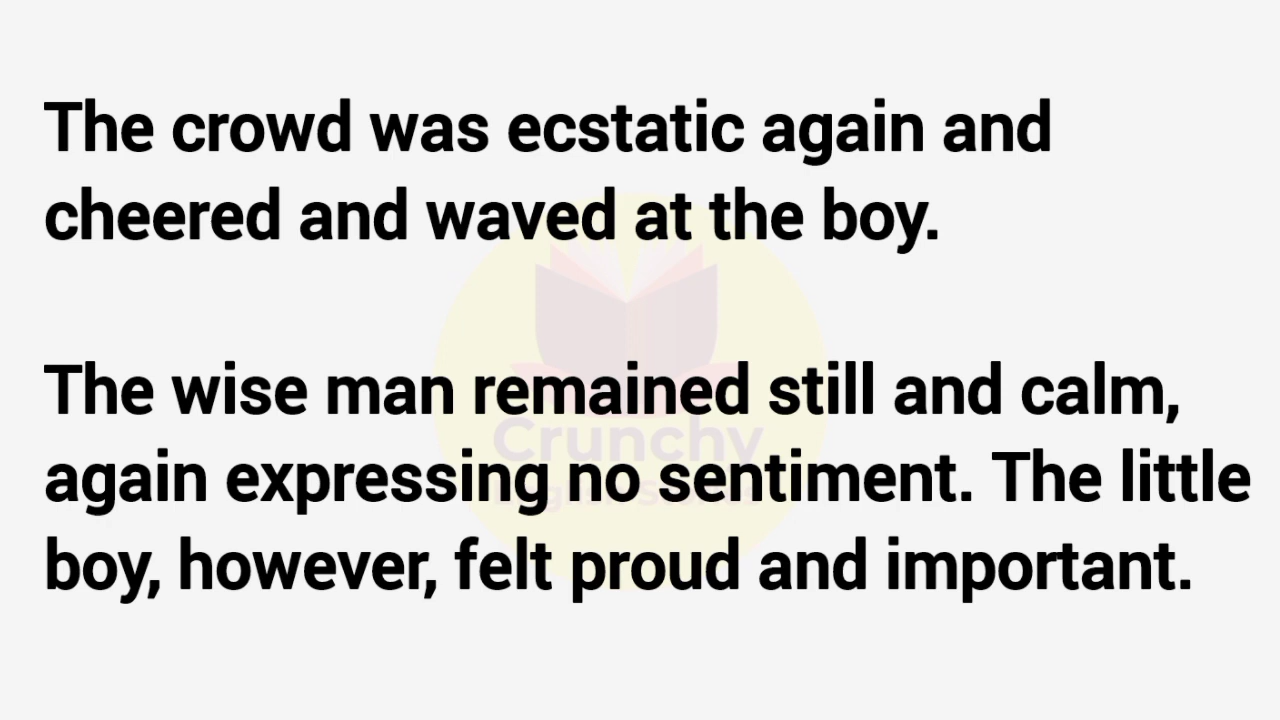 The crowd was ecstatic again and
cheered and waved at the boy.
The wise man remained still and calm,
again expressing no sentiment. The little
boy, however, felt proud and important.
Crunchy